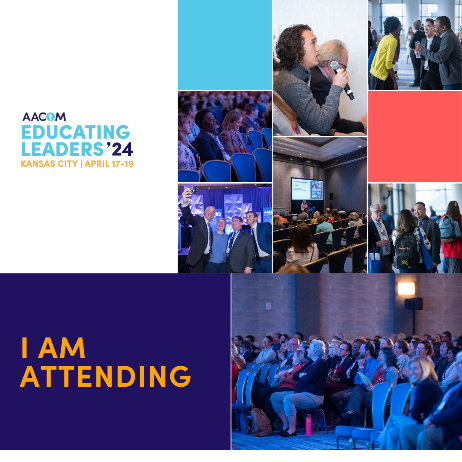 AACOM
EDUCATING
LEADERS '24
KANSAS CITY | APRIL 17-19
I AM
ATTENDING